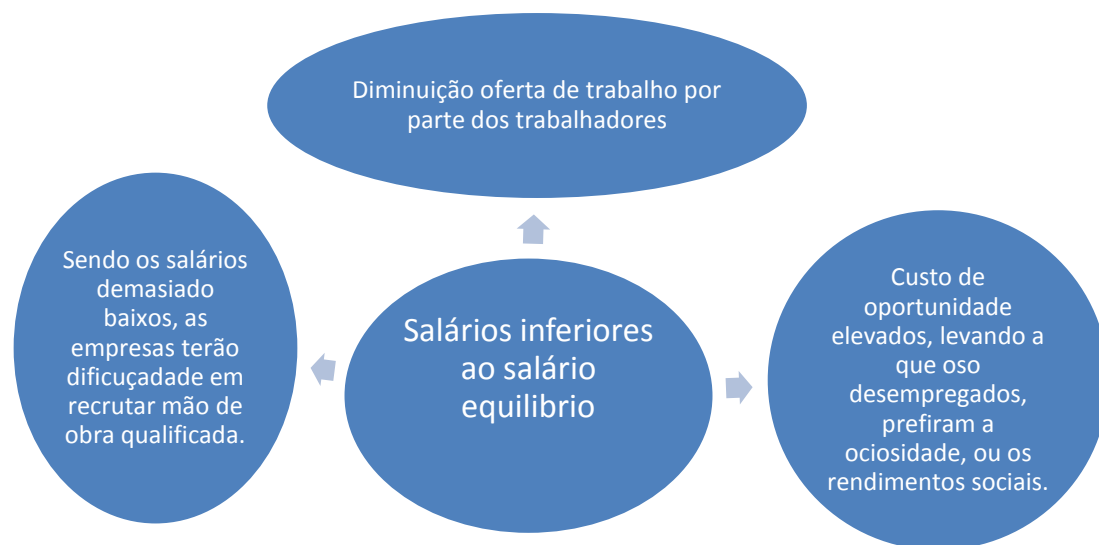 Diminuição oferta de trabalho por
parte dos trabalhadores
Sendo os salários
demasiado
baixos, as
empresas terão
dificuçadade em
recrutar mão de
obra qualificada.
Salários inferiores
ao salário
equilibrio
Custo de
oportunidade
elevados, levando a
que oso
desempregados,
prefiram a
ociosidade, ou os
rendimentos sociais.